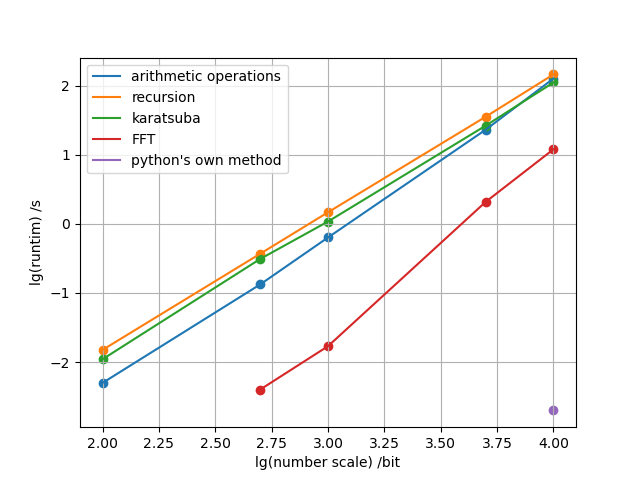 arithmetic operations
recursion
karatsuba
FFT
python's own method
2
1
0
−1
−2
lg(runtim) /s
2.00 2.25 2.50 2.75 3.00 3.25 3.50 3.75 4.00
lg(number scale) /bit